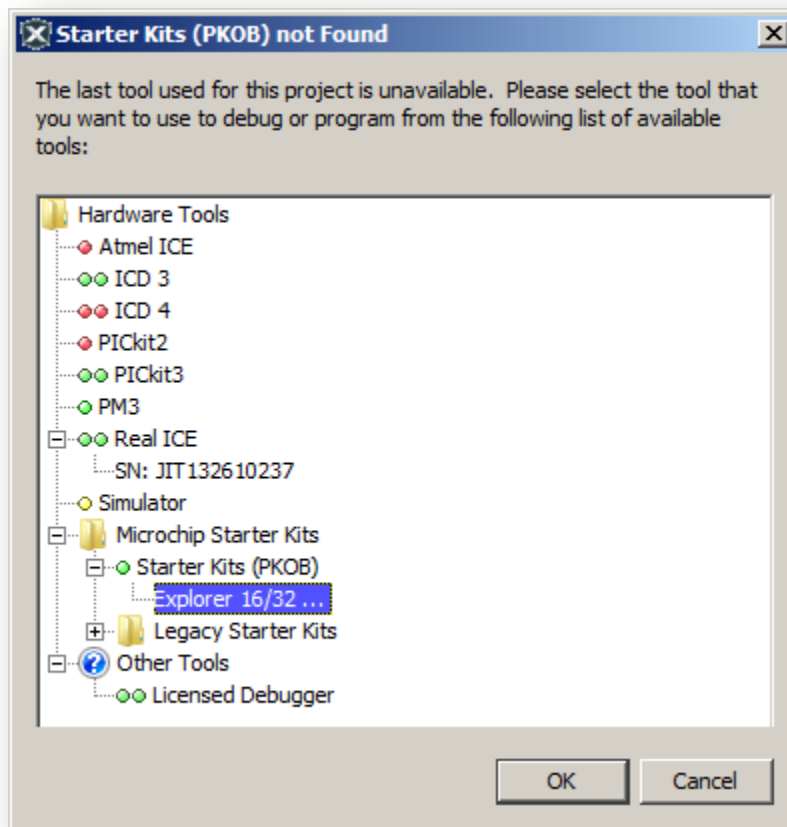 Starter Kits (PKOB) not Found
The last tool used for this project is unavailable. Please select the tool that
you want to use to debug or program from the following list of available
tools:
Hardware Tools
Atmel ICE
ICD 3
ICD 4
PICkit2
PICkit3
PM3
Real ICE
SN: JIT132610237
Simulator
Microchip Starter Kits
Starter Kits (PKOB)
Explorer 16/32 ...
Legacy Starter Kits
Other Tools
Licensed Debugger
OK
Cancel